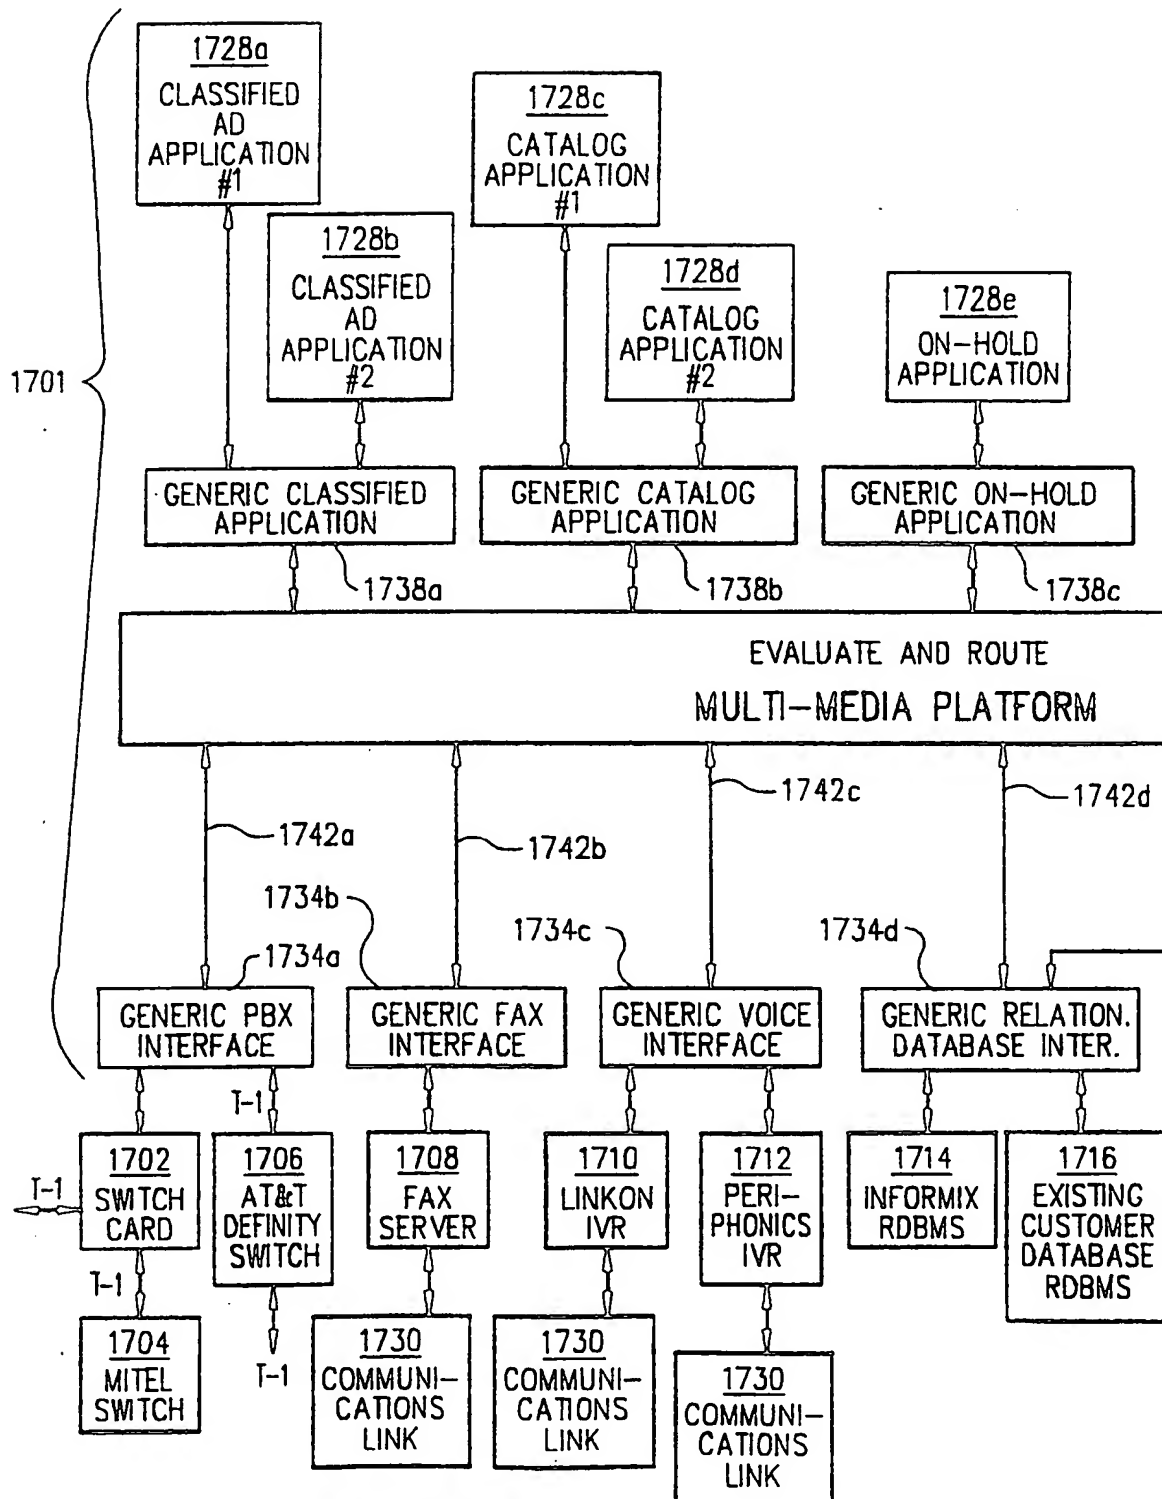 1701
1728a
CLASSIFIED
AD
APPLICATION
#1
1728b
CLASSIFIED
AD
APPLICATION
#2
1728c
CATALOG
APPLICATION
#1
1728d
CATALOG
APPLICATION
#2
1728e
ON-HOLD
APPLICATION
GENERIC CLASSIFIED
APPLICATION
GENERIC CATALOG
APPLICATION
GENERIC ON-HOLD
APPLICATION
1738a
1738b
1738c
EVALUATE AND ROUTE
MULTI-MEDIA PLATFORM
1742a
1742b
1742c
1742d
1734a
1734b
1734c
1734d
GENERIC PBX
INTERFACE
GENERIC FAX
INTERFACE
GENERIC VOICE
INTERFACE
GENERIC RELATION.
DATABASE INTER.
T-1
T-1
1702
SWITCH
CARD
1706
AT&T
DEFINITY
SWITCH
1708
FAX
SERVER
1710
LINKON
IVR
1712
PERI-
PHONICS
IVR
1714
INFORMIX
RDBMS
1716
EXISTING
CUSTOMER
DATABASE
RDBMS
T-1
T-1
1704
MITEL
SWITCH
1730
COMMUNI-
CATIONS
LINK
1730
COMMUNI-
CATIONS
LINK
1730
COMMUNI-
CATIONS
LINK